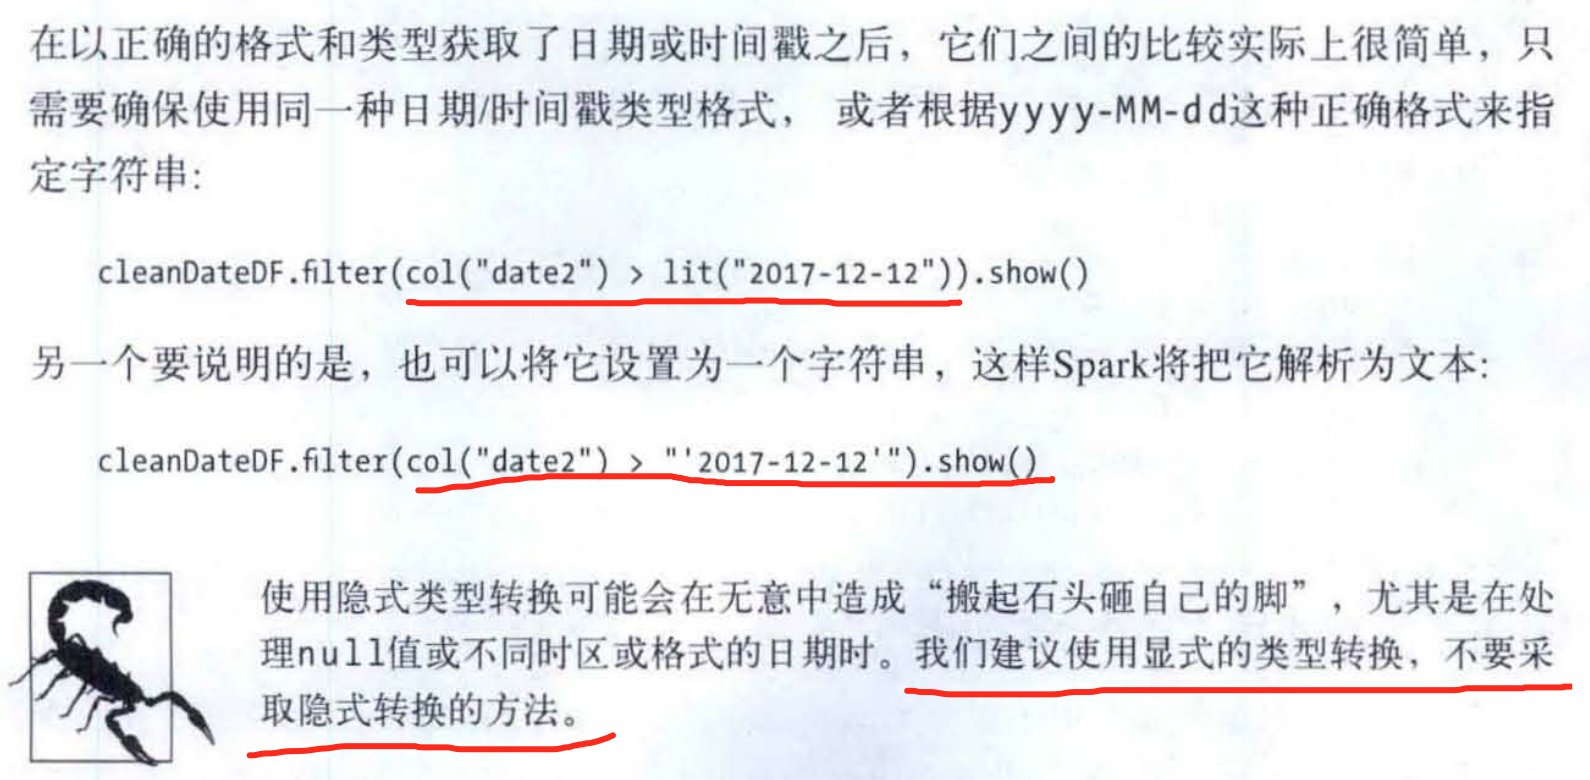 在以正确的格式和类型获取了日期或时间戳之后，它们之间的比较实际上很简单，只
需要确保使用同一种日期/时间戳类型格式， 或者根据yyyy-MM-dd这种正确格式来指
定字符串：
cleanDateDF.filter(col("date2") > lit("2017-12-12")).show()
另一个要说明的是，也可以将它设置为一个字符串，这样Spark将把它解析为文本：
cleanDateDF.filter(col("date2") > "'2017-12-12'").show()
使用隐式类型转换可能会在无意中造成“搬起石头砸自己的脚”，尤其是在处
理null值或不同时区或格式的日期时。我们建议使用显式的类型转换，不要采
取隐式转换的方法。